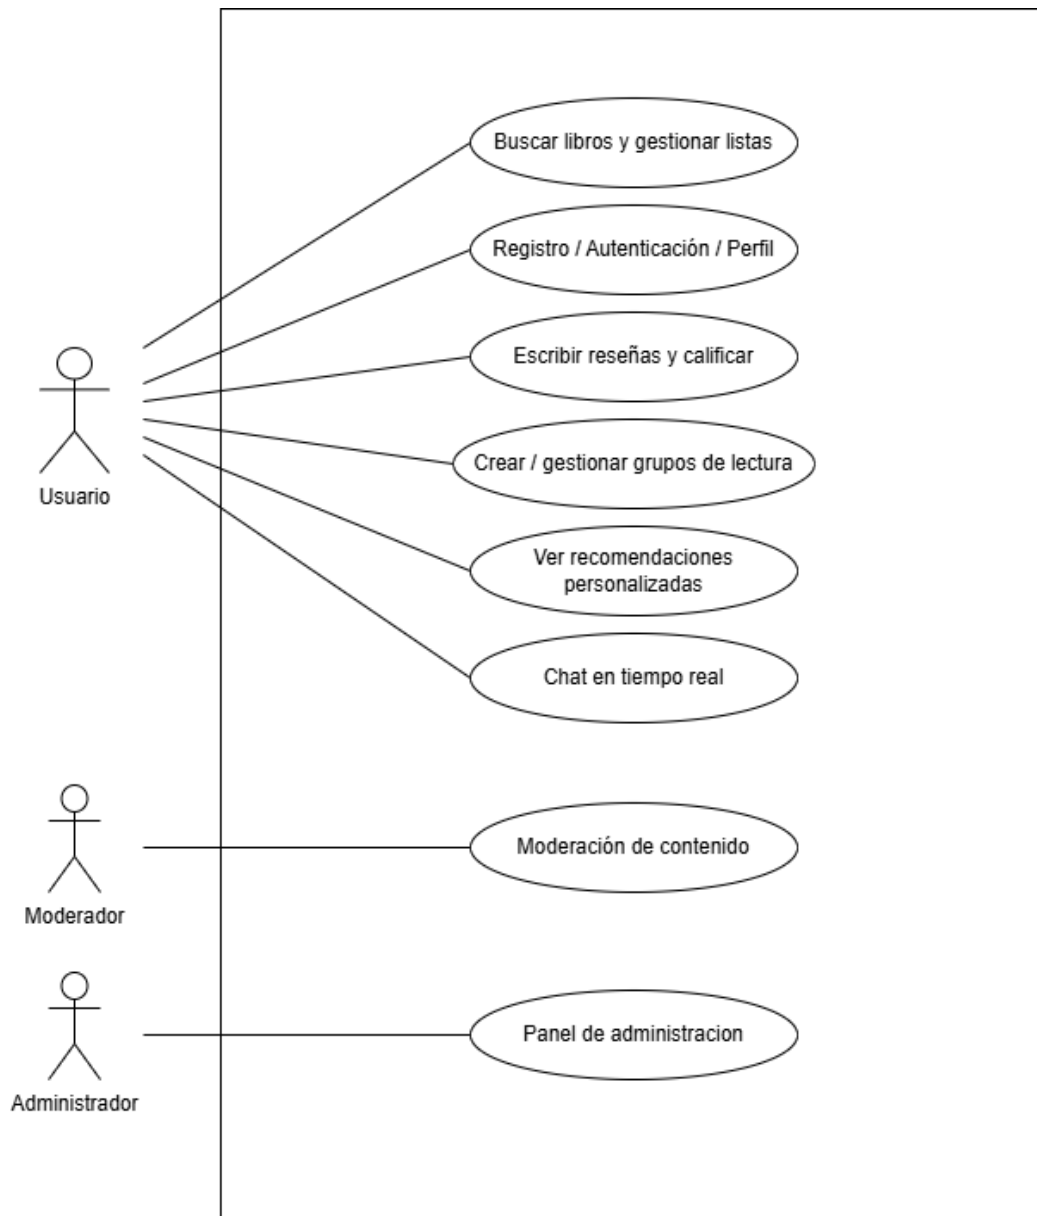 Buscar libros y gestionar listas
Registro / Autenticación / Perfil
Escribir reseñas y calificar
Crear / gestionar grupos de lectura
Usuario
Ver recomendaciones
personalizadas
Chat en tiempo real
Moderación de contenido
Moderador
Panel de administracion
Administrador